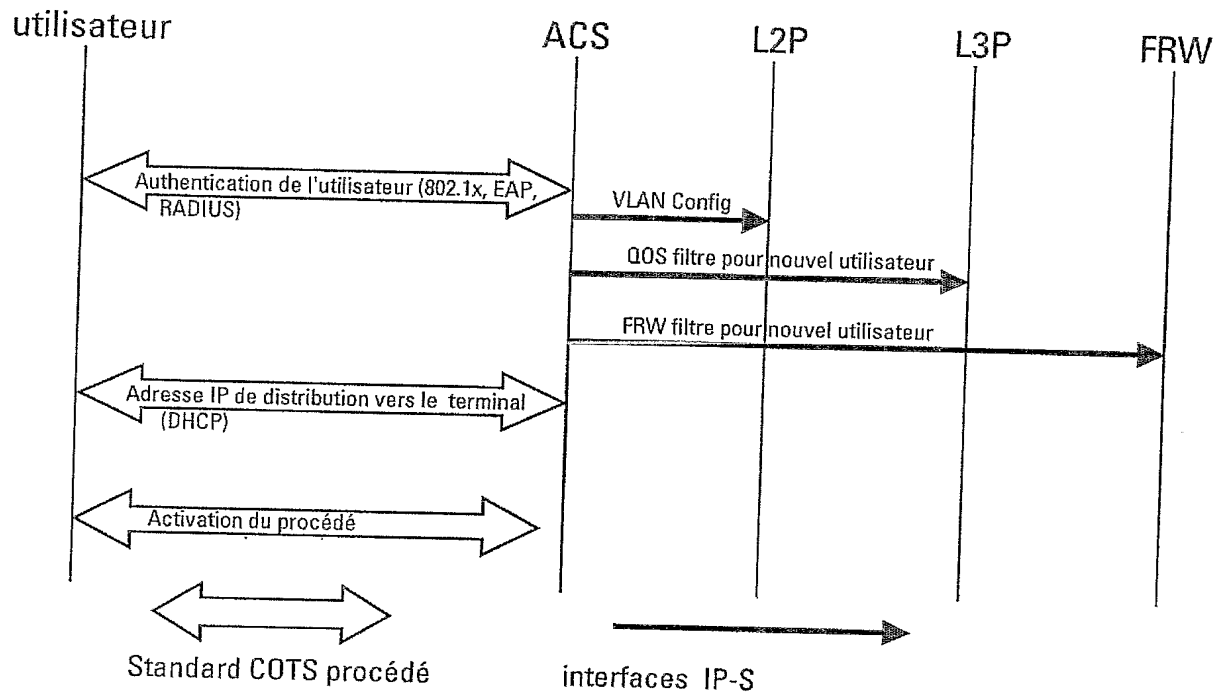 utilisateur
ACS
L2P
L3P
FRW
Authentication de l'utilisateur (802.1x, EAP,
RADIUS)
VLAN Config
QOS filtre pour nouvel utilisateur
FRW filtre pour nouvel utilisateur
Adresse IP de distribution vers le terminal
(DHCP)
Activation du procédé
Standard COTS procédé
interfaces IP-S